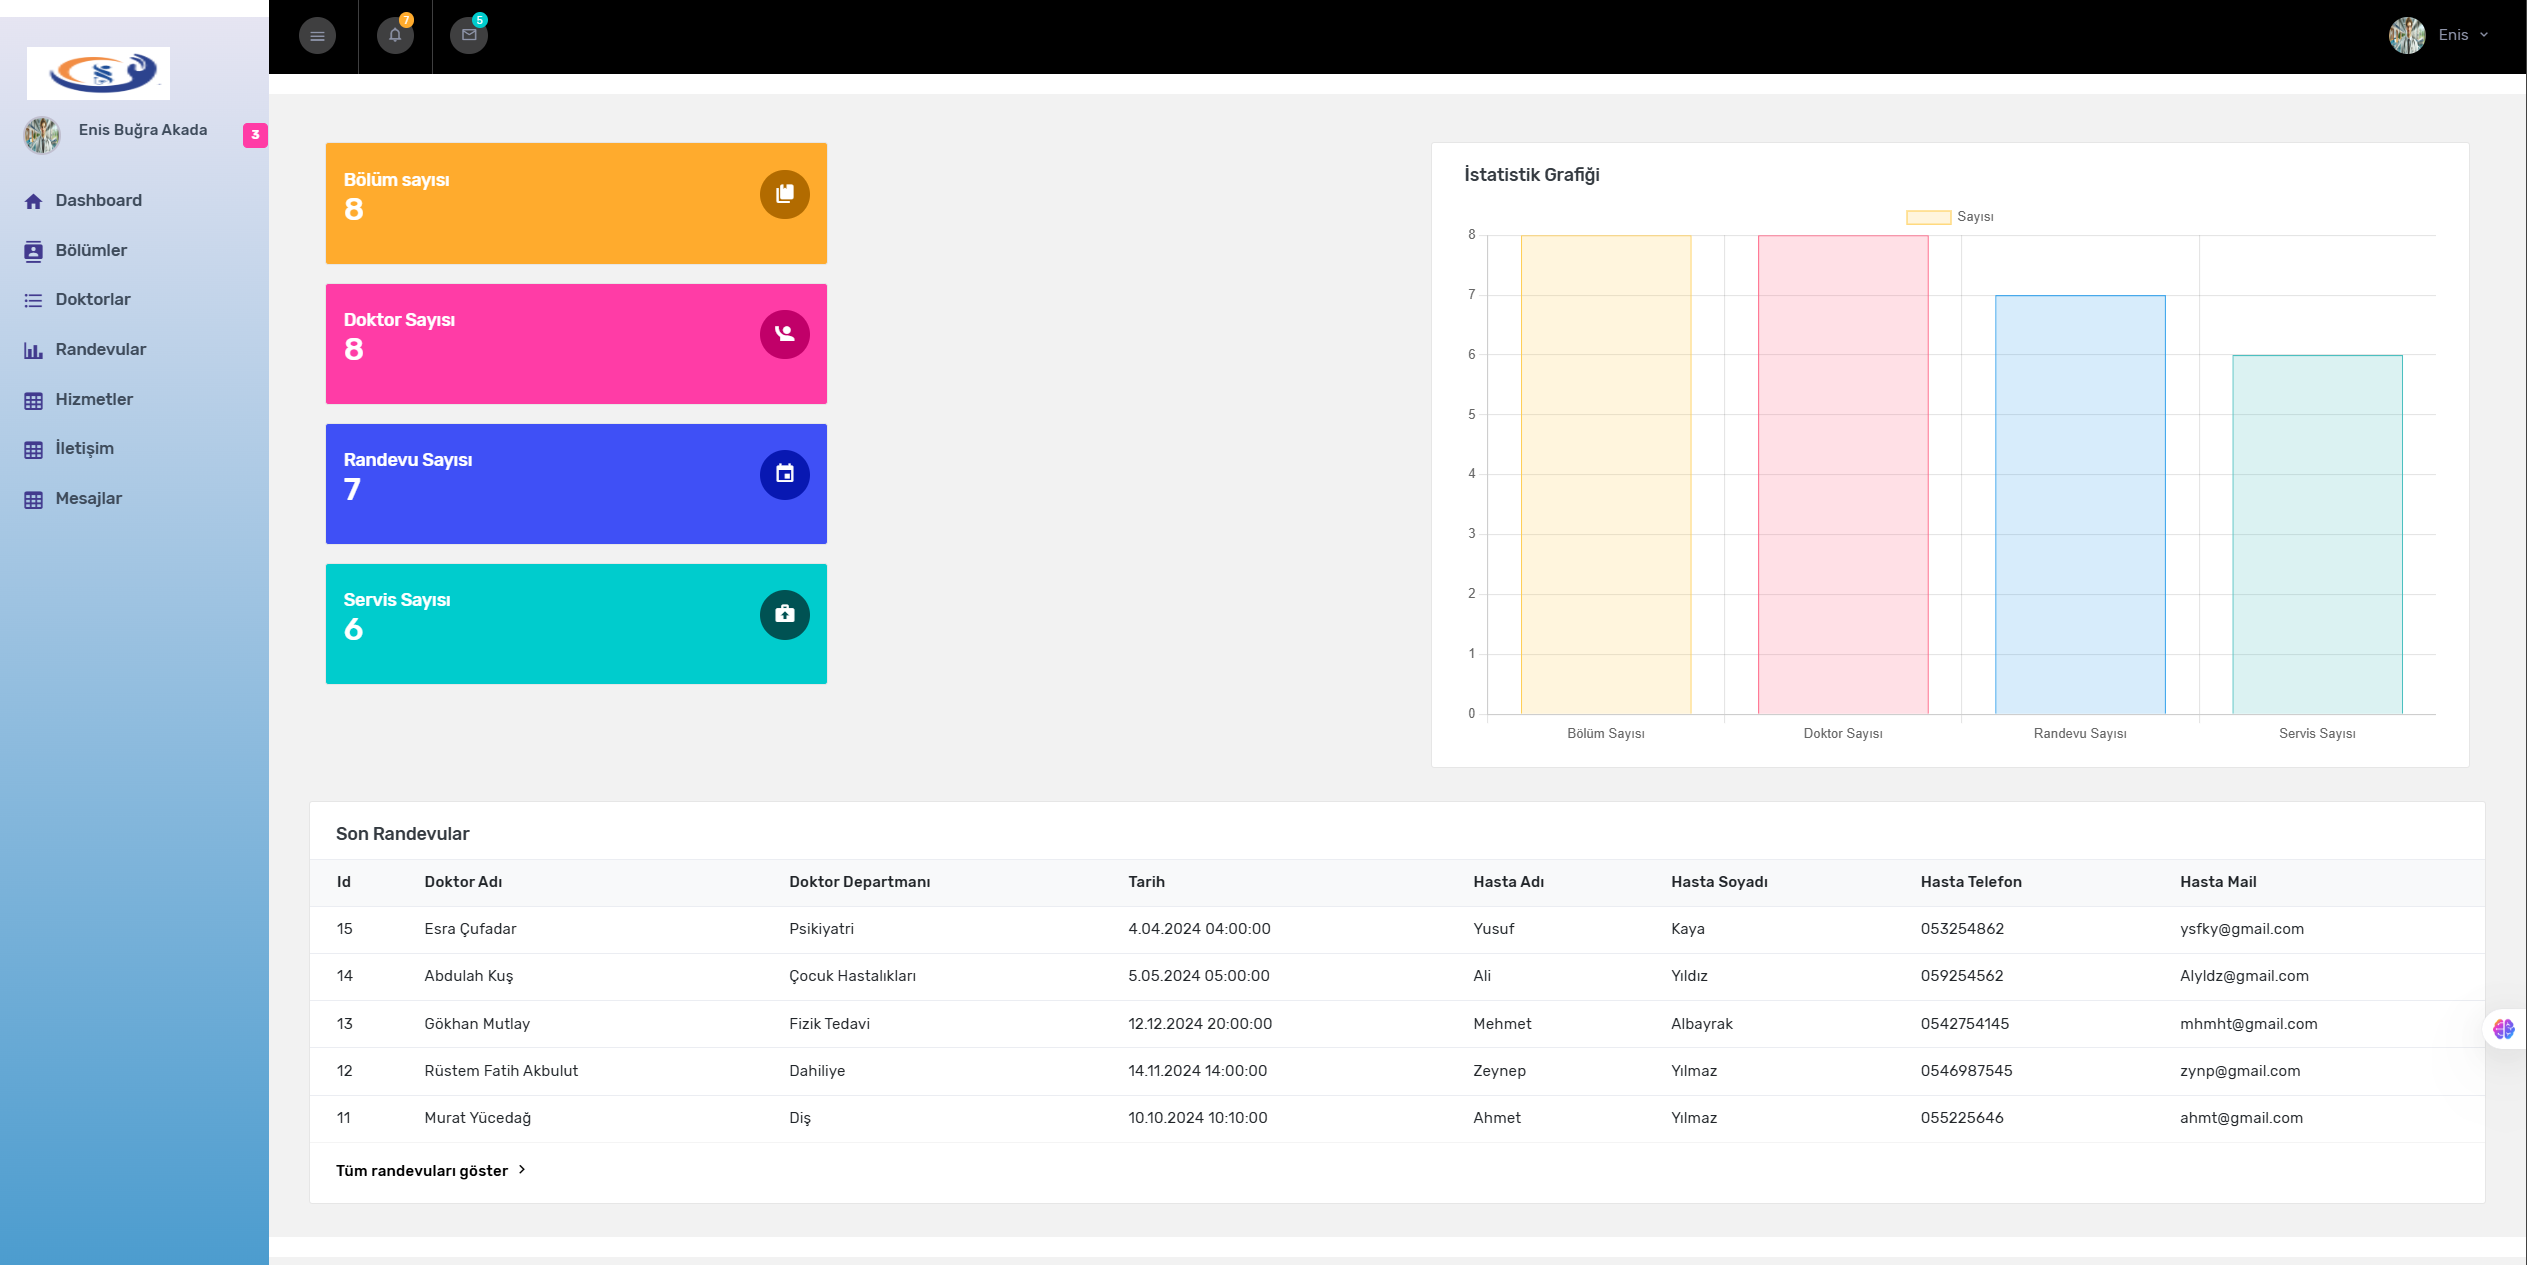 7
5
Enis
Enis Buğra Akada
3
Dashboard
Bölümler
Doktorlar
Randevular
Hizmetler
İletişim
Mesajlar
Bölüm sayısı
8
Doktor Sayısı
8
Randevu Sayısı
7
Servis Sayısı
6
İstatistik Grafiği
Sayısı
8
7
6
5
4
3
2
1
0
Bölüm Sayısı Doktor Sayısı Randevu Sayısı Servis Sayısı
Son Randevular
Id Doktor Adı Doktor Departmanı Tarih Hasta Adı Hasta Soyadı Hasta Telefon Hasta Mail
15 Esra Çufadar Psikiyatri 4.04.2024 04:00:00 Yusuf Kaya 053254862 ysfky@gmail.com
14 Abdulah Kuş Çocuk Hastalıkları 5.05.2024 05:00:00 Ali Yıldız 059254562 Alyldz@gmail.com
13 Gökhan Mutlay Fizik Tedavi 12.12.2024 20:00:00 Mehmet Albayrak 0542754145 mhmht@gmail.com
12 Rüstem Fatih Akbulut Dahiliye 14.11.2024 14:00:00 Zeynep Yılmaz 0546987545 zynp@gmail.com
11 Murat Yücedağ Diş 10.10.2024 10:10:00 Ahmet Yılmaz 055225646 ahmt@gmail.com
Tüm randevuları göster